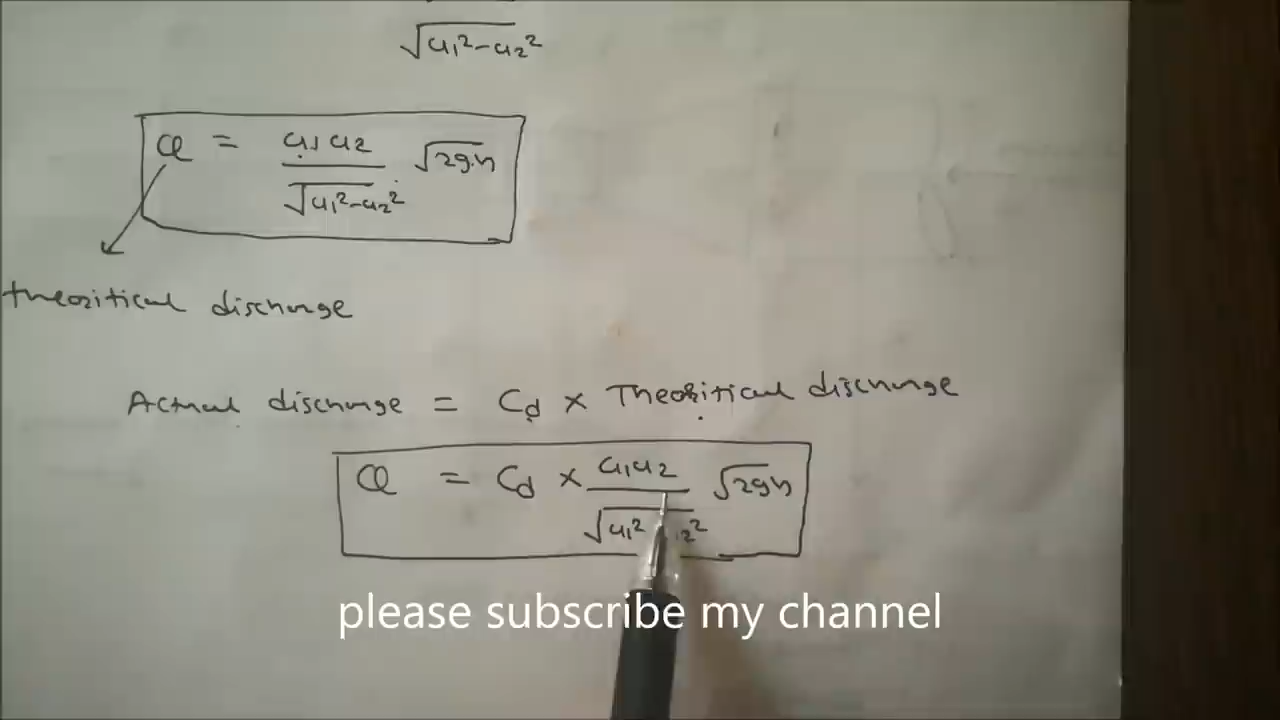 √a₁²-a₂²
Q = a₁a₂ / √a₁²-a₂² √2gh
theoritical discharge
Actual discharge = Cd × Theoritical discharge
Q = Cd × a₁a₂ / √a₁² ₂² √2gh
please subscribe my channel